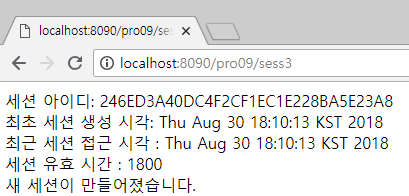 localhost:8090/pro09/ses
localhost:8090/pro09/sess3
세션 아이디: 246ED3A40DC4F2CF1EC1E228BA5E23A8
최초 세션 생성 시각: Thu Aug 30 18:10:13 KST 2018
최근 세션 접근 시각 : Thu Aug 30 18:10:13 KST 2018
세션 유효 시간 : 1800
새 세션이 만들어졌습니다.